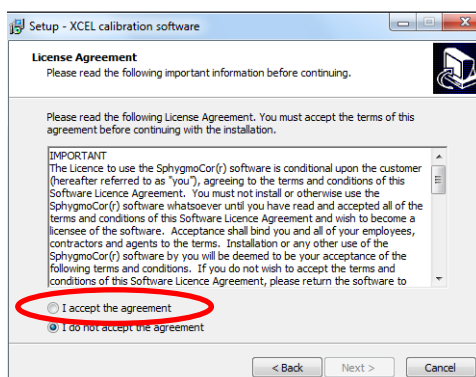 Setup - XCEL calibration software
License Agreement
Please read the following important information before continuing.
Please read the following License Agreement. You must accept the terms of this
agreement before continuing with the installation.
IMPORTANT
The Licence to use the SphygmoCor(r) software is conditional upon the customer
(hereafter referred to as "you"), agreeing to the terms and conditions of this
Software Licence Agreement. You must not install or otherwise use the
SphygmoCor(r) software whatsoever until you have read and accepted all of the
terms and conditions of this Software Licence Agreement and wish to become a
licensee of the software. Acceptance shall bind you and all of your employees,
contractors and agents to the terms. Installation or any other use of the
SphygmoCor(r) software by you will be deemed to be your acceptance of the
following terms and conditions. If you do not wish to accept the terms and
conditions of this Software Licence Agreement, please return the software to
I accept the agreement
I do not accept the agreement
< Back Next > Cancel